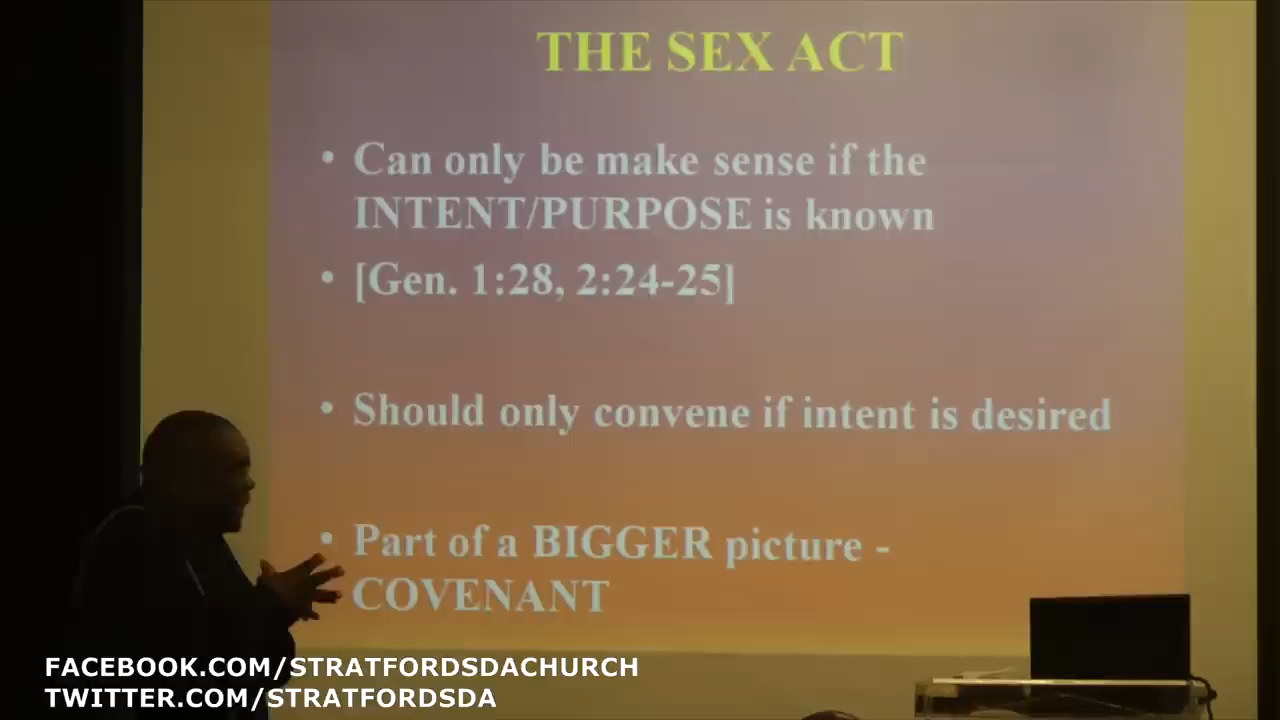 THE SEX ACT
• Can only be make sense if the
INTENT/PURPOSE is known
• [Gen. 1:28, 2:24-25]
• Should only convene if intent is desired
• Part of a BIGGER picture -
COVENANT
FACEBOOK.COM/STRATFORDSDACHURCH
TWITTER.COM/STRATFORDSDA